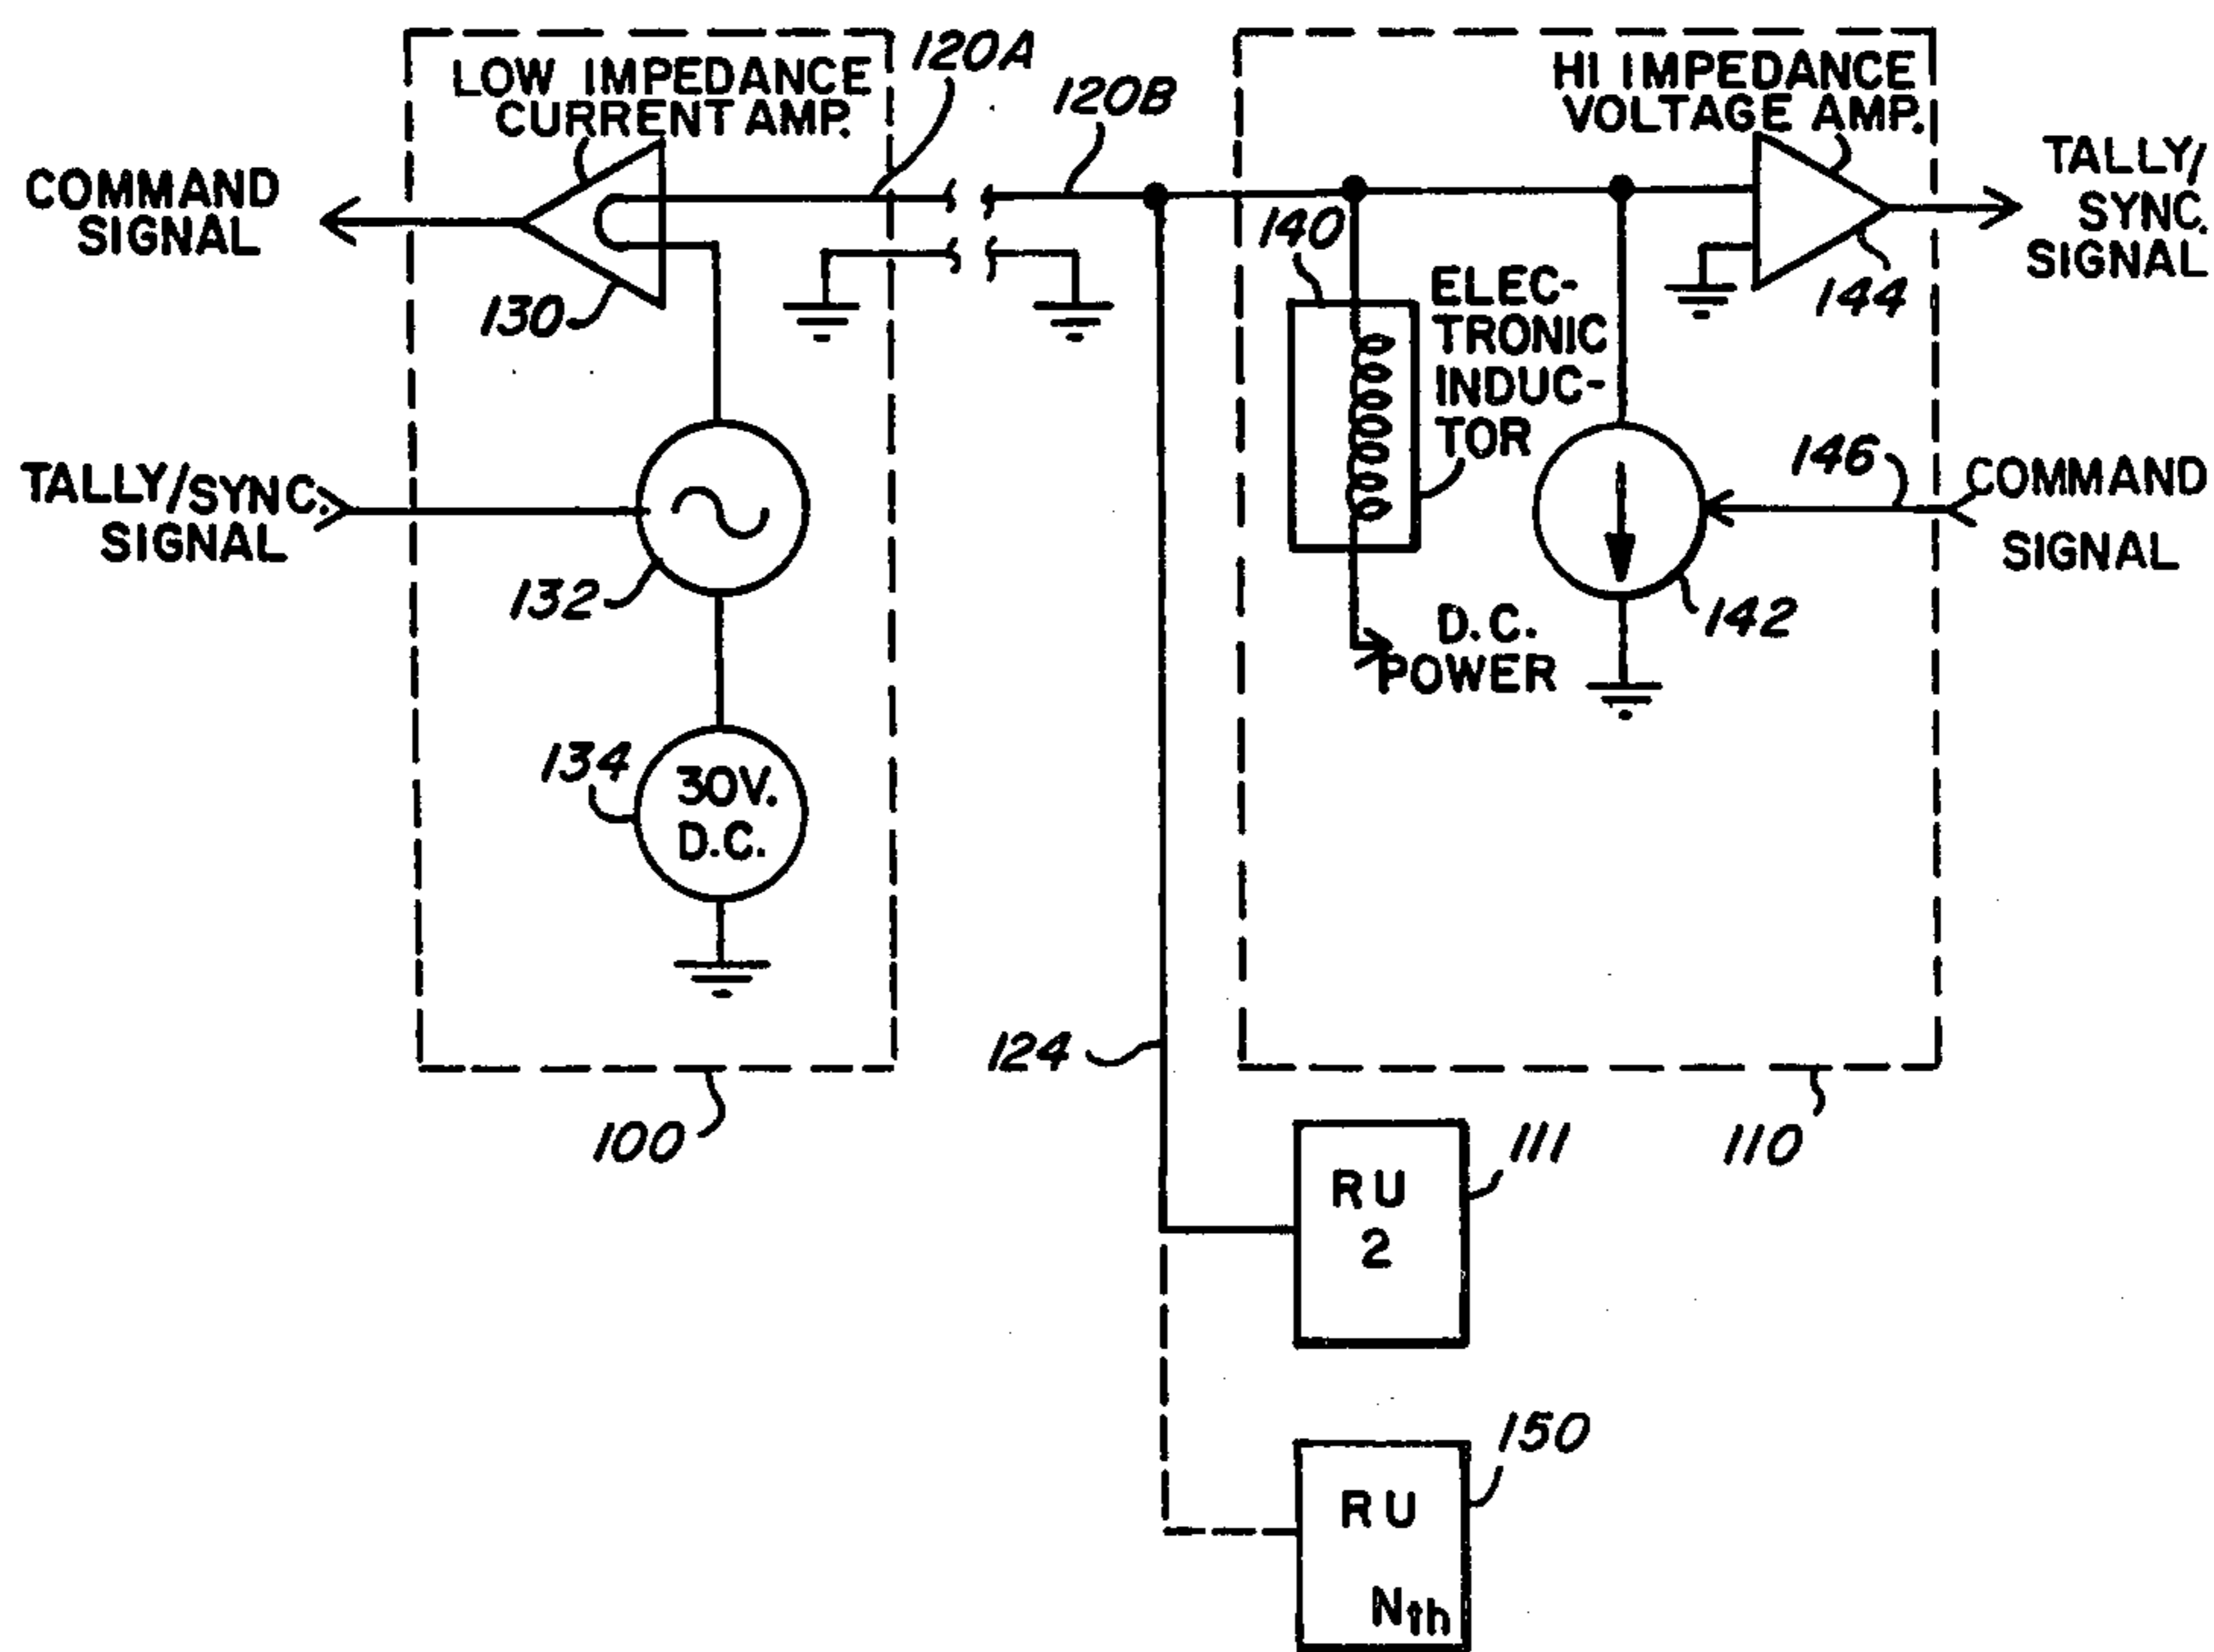 LOW IMPEDANCE
CURRENT AMP.
120A
120B
HI IMPEDANCE
VOLTAGE AMP.
COMMAND
SIGNAL
TALLY/
SYNC.
SIGNAL
130
140
ELEC-
TRONIC
INDUC-
TOR
144
TALLY/SYNC.
SIGNAL
132
146
COMMAND
SIGNAL
142
D.C.
POWER
134
30V.
D.C.
124
100
110
RU
2
111
RU
Nth
150